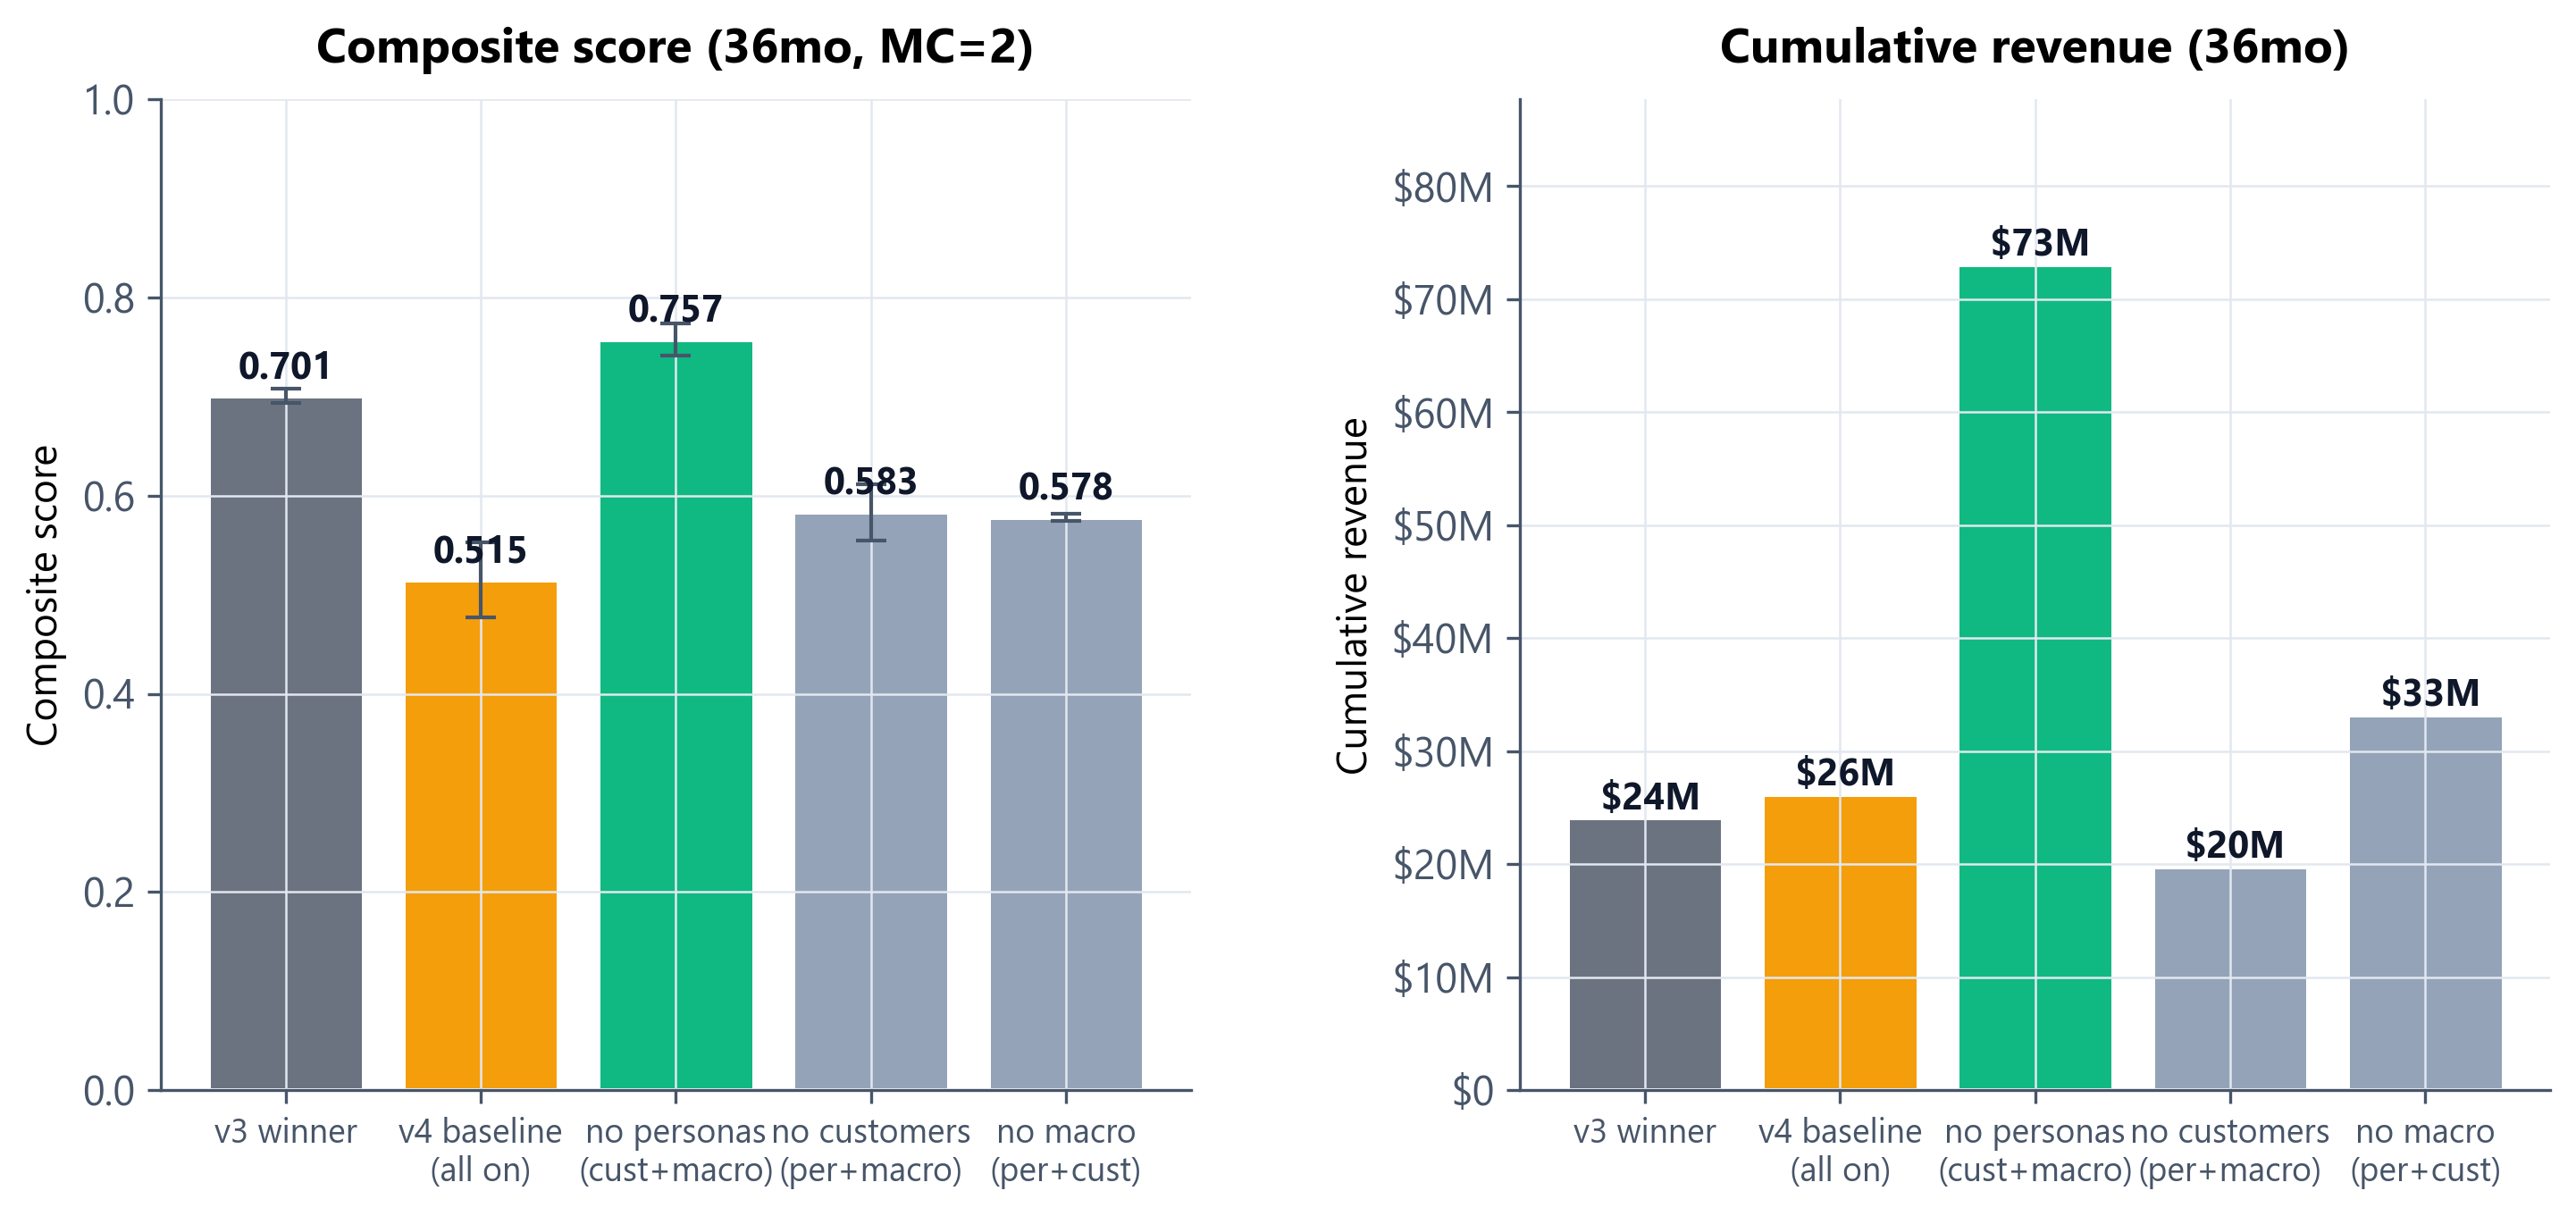 Composite score (36mo, MC=2)
Composite score
1.0
0.8
0.6
0.4
0.2
0.0
0.701
0.515
0.757
0.583
0.578
v3 winner
v4 baseline
(all on)
no personas
(cust+macro)
no customers
(per+macro)
no macro
(per+cust)
Cumulative revenue (36mo)
Cumulative revenue
$80M
$70M
$60M
$50M
$40M
$30M
$20M
$10M
$0
$24M
$26M
$73M
$20M
$33M
v3 winner
v4 baseline
(all on)
no personas
(cust+macro)
no customers
(per+macro)
no macro
(per+cust)